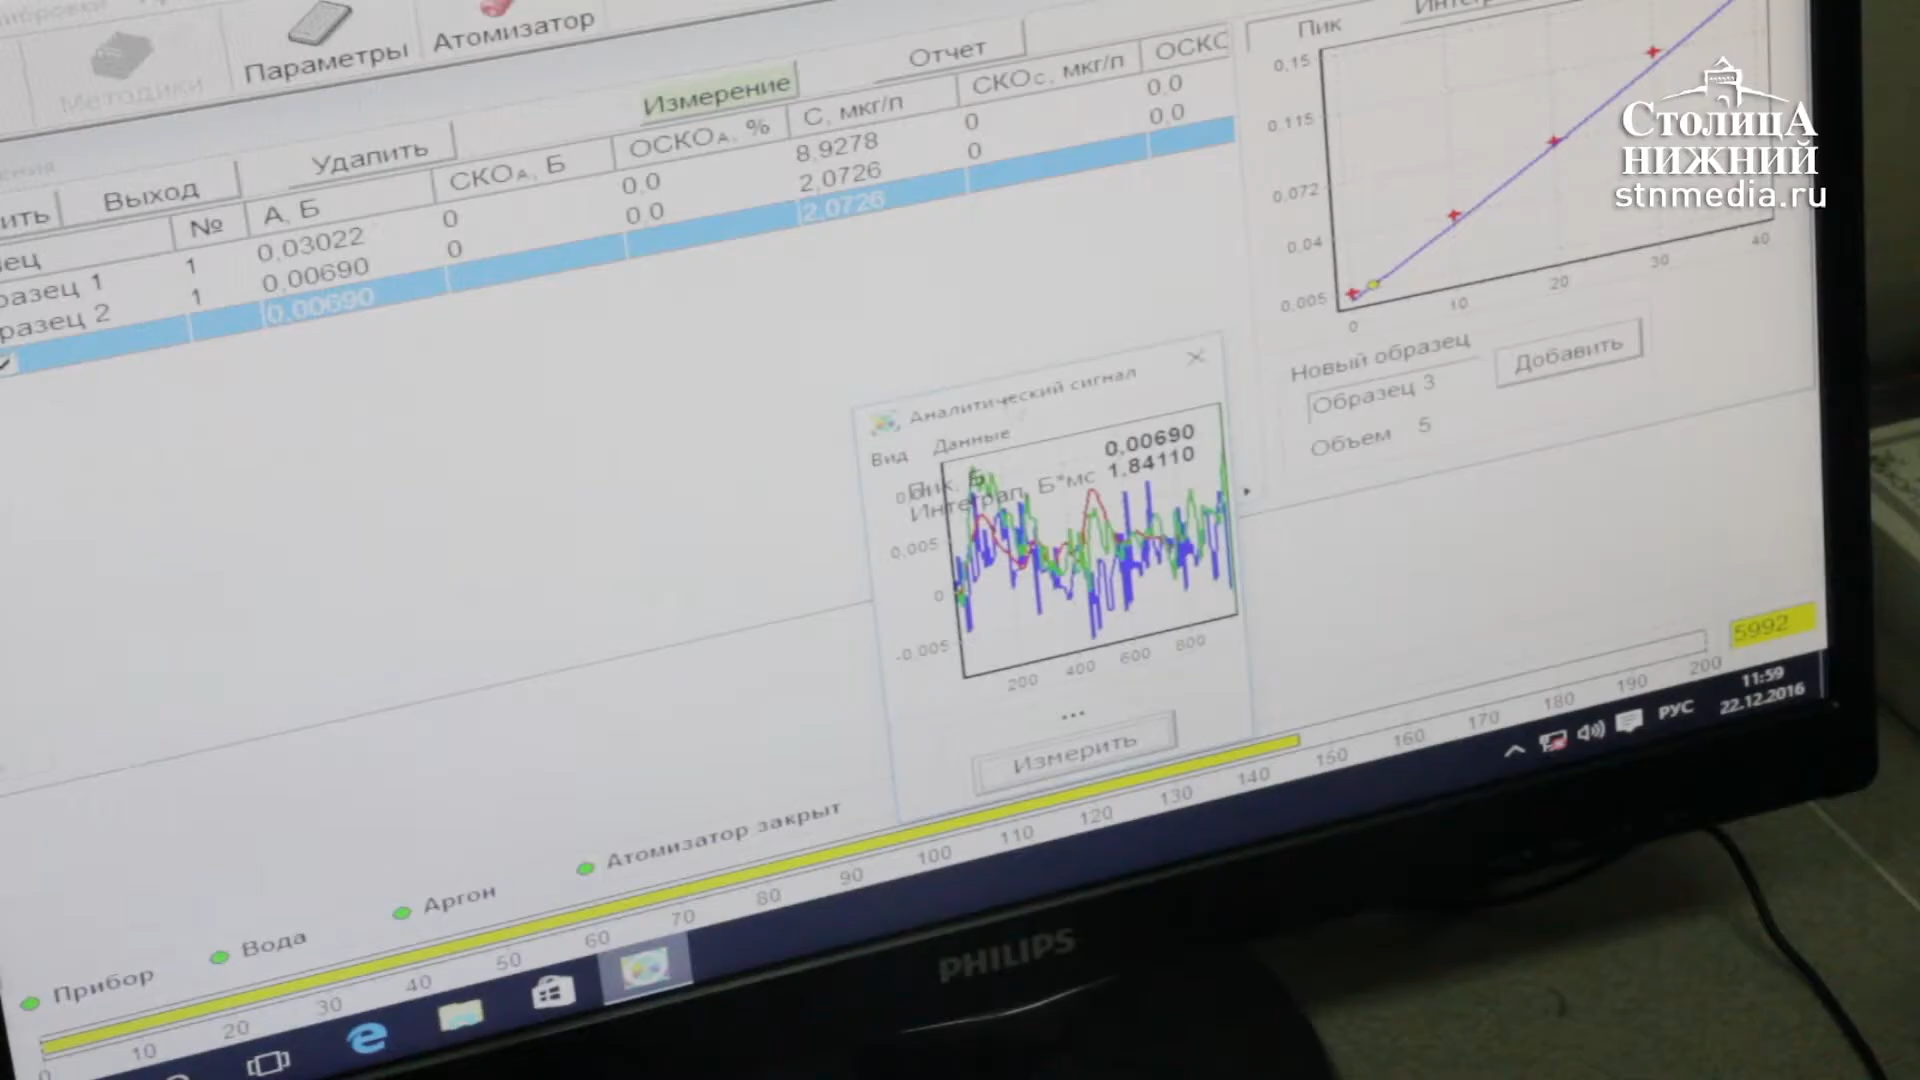 Методики
Параметры
Атомизатор
Выход
Удалить
Измерение
Отчет
№
А, Б
СКОА, Б
ОСКОА, %
С, мкг/л
СКОС, мкг/л
1
0,03022
0
0,0
8,9278
0
0,0
1
0,00690
0
0,0
2,0726
0
0,0
0,00690
2,0726
Пик
0,15
0,115
0,072
0,04
0,005
0
10
20
30
40
Новый образец
Образец 3
Добавить
Объем 5
СтолицА
НИЖНИЙ
stnmedia.ru
Аналитический сигнал
Вид Данные
Пик, Б 0,00690
Интеграл, Б*мс 1.84110
0,005
0
-0,005
200 400 600 800
...
Измерить
Прибор
Вода
Аргон
Атомизатор закрыт
5992
0 10 20 30 40 50 60 70 80 90 100 110 120 130 140 150 160 170 180 190 200
РУС
11:59
22.12.2016
PHILIPS